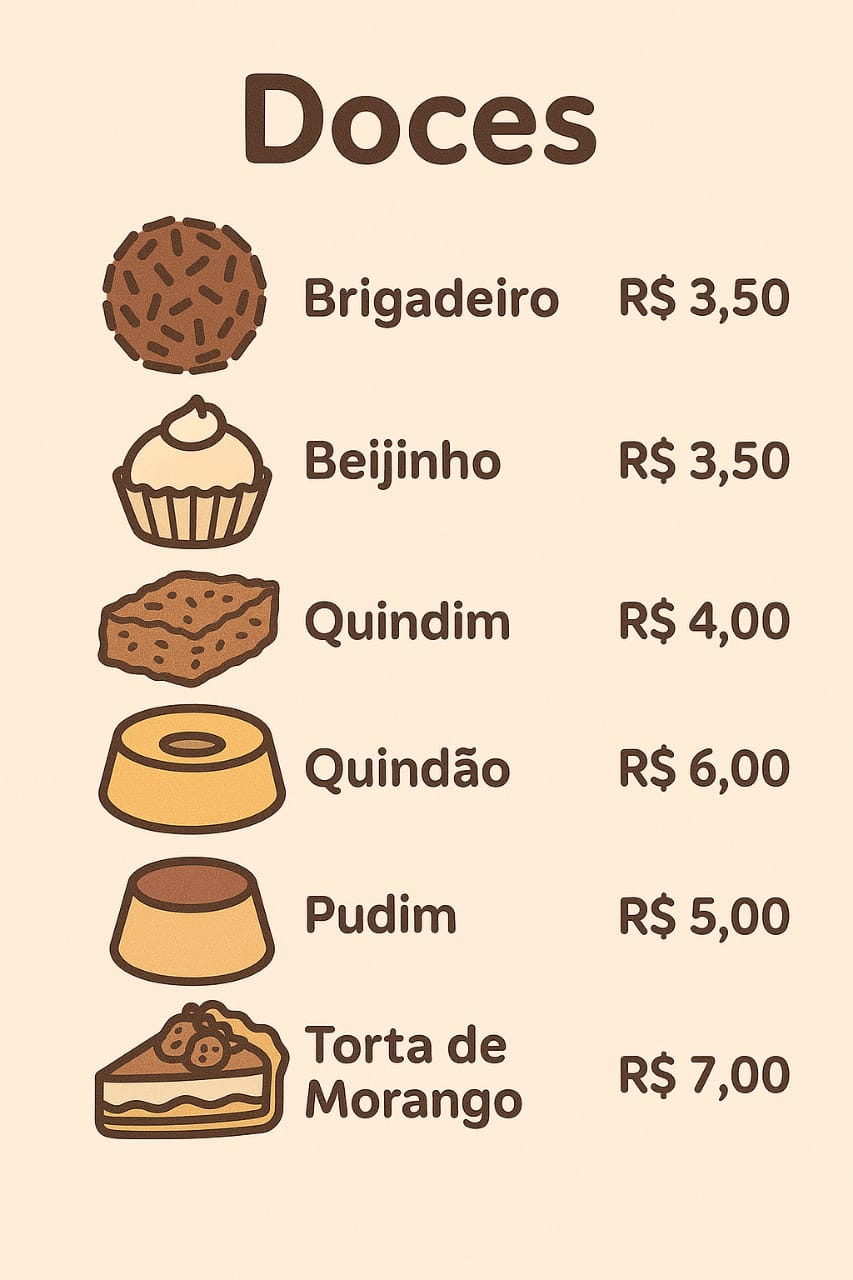 Doces
Brigadeiro R$ 3,50
Beijinho R$ 3,50
Quindim R$ 4,00
Quindão R$ 6,00
Pudim R$ 5,00
Torta de
Morango R$ 7,00